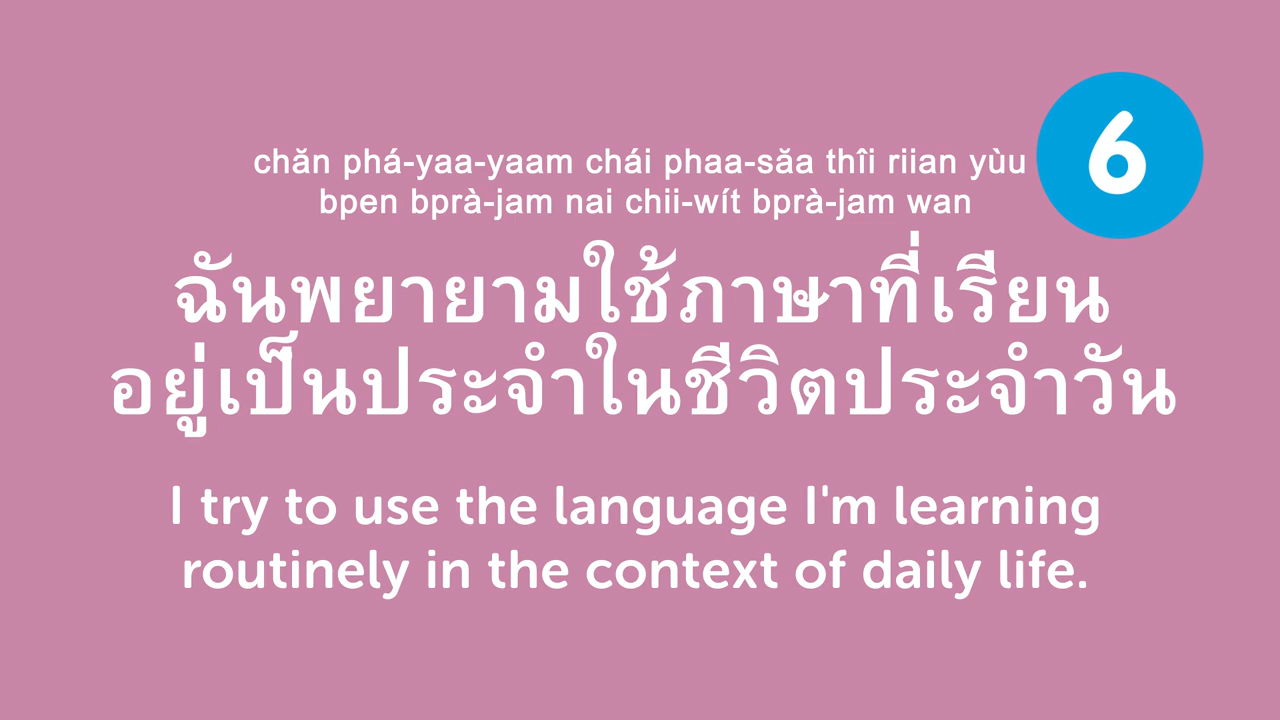 6
chăn phá-yaa-yaam chái phaa-săa thîi riian yùu
bpen bprà-jam nai chii-wít bprà-jam wan
ฉันพยายามใช้ภาษาที่เรียน
อยู่เป็นประจำในชีวิตประจำวัน
I try to use the language I'm learning
routinely in the context of daily life.